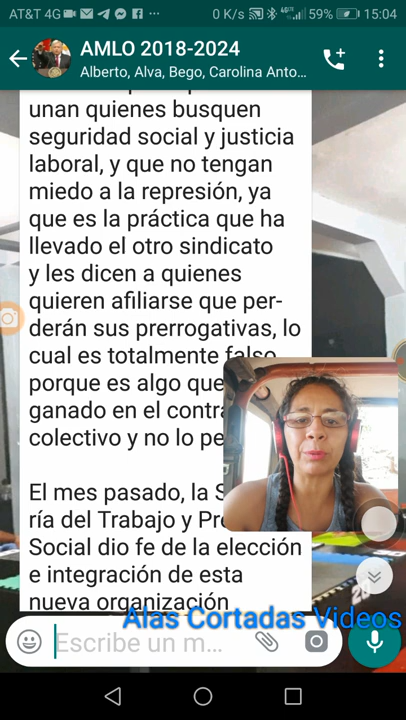 AT&T 4G
0 K/s
4G
59%
15:04
AMLO 2018-2024
Alberto, Alva, Bego, Carolina Anto...
unan quienes busquen
seguridad social y justicia
laboral, y que no tengan
miedo a la represión, ya
que es la práctica que ha
llevado el otro sindicato
y les dicen a quienes
quieren afiliarse que per-
derán sus prerrogativas, lo
cual es totalmente falso
porque es algo que
ganado en el
colectivo y no lo
El mes pasado, la
ría del Trabajo y
Social dio fe de la elección
e integración de esta
nueva organización
Alas Cortadas Videos
Escribe un m...